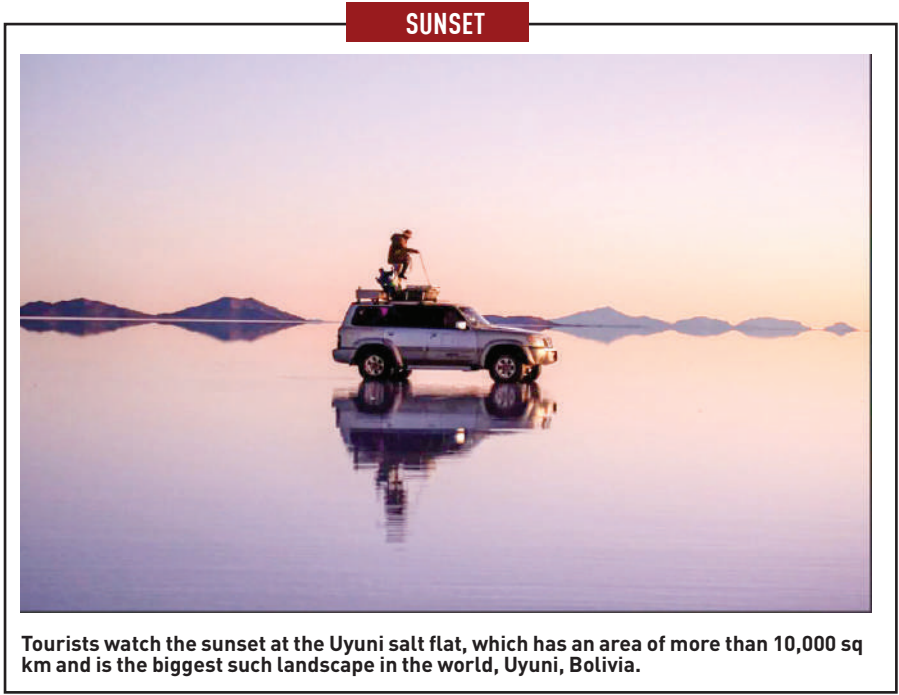 SUNSET
Tourists watch the sunset at the Uyuni salt flat, which has an area of more than 10,000 sq
km and is the biggest such landscape in the world, Uyuni, Bolivia.